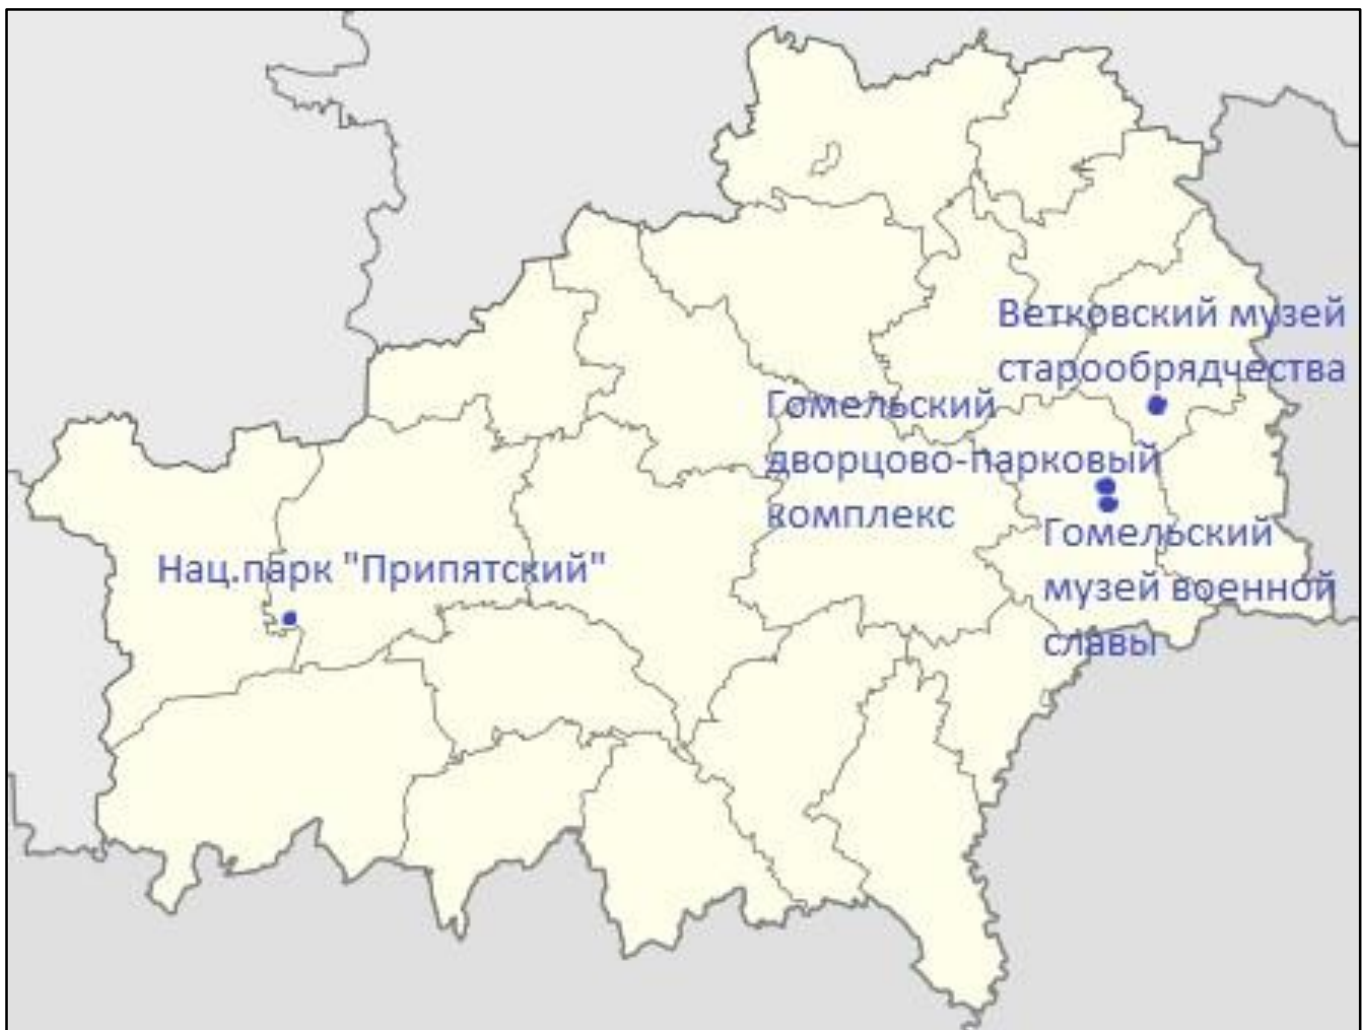 Ветковский музей
старообрядчества
Гомельский
дворцово-парковый
комплекс
Гомельский
музей военной
славы
Нац.парк "Припятский"